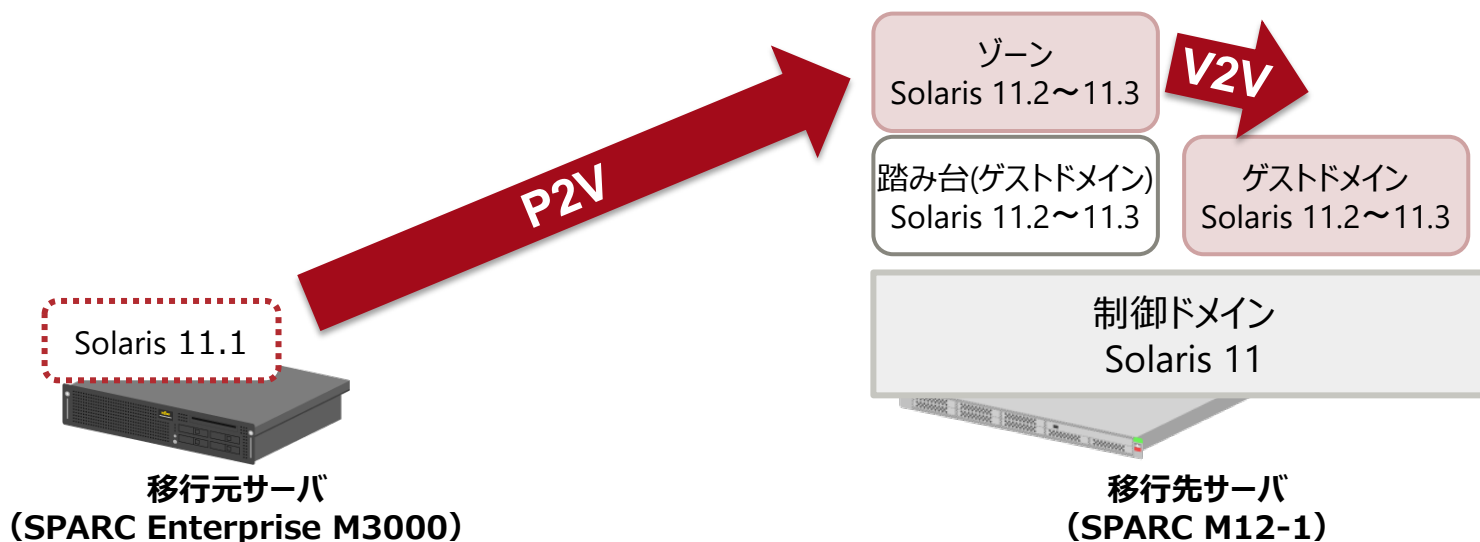 ゾーン
Solaris 11.2～11.3
V2V
P2V
踏み台(ゲストドメイン)
Solaris 11.2～11.3
ゲストドメイン
Solaris 11.2～11.3
Solaris 11.1
制御ドメイン
Solaris 11
移行元サーバ
（SPARC Enterprise M3000）
移行先サーバ
（SPARC M12-1）